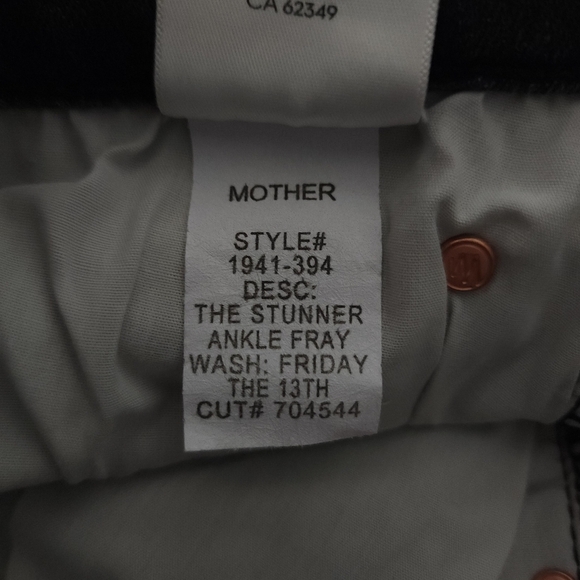 CA 62349
MOTHER
STYLE#
1941-394
DESC:
THE STUNNER
ANKLE FRAY
WASH: FRIDAY
THE 13TH
CUT# 704544